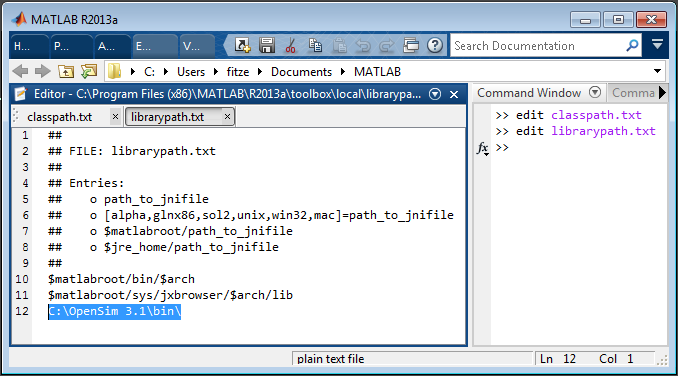 MATLAB R2013a
H... P... A... E... V...
Search Documentation
C: Users fitze Documents MATLAB
Editor - C:\Program Files (x86)\MATLAB\R2013a\toolbox\local\librarypa...
Command Window
Comma
classpath.txt
librarypath.txt
1 ##
2 ## FILE: librarypath.txt
3 ##
4 ## Entries:
5 ##    o path_to_jnifile
6 ##    o [alpha,glnx86,sol2,unix,win32,mac]=path_to_jnifile
7 ##    o $matlabroot/path_to_jnifile
8 ##    o $jre_home/path_to_jnifile
9 ##
10 $matlabroot/bin/$arch
11 $matlabroot/sys/jxbrowser/$arch/lib
12 C:\OpenSim 3.1\bin\
>> edit classpath.txt
>> edit librarypath.txt
fx >>
plain text file
Ln 12 Col 1